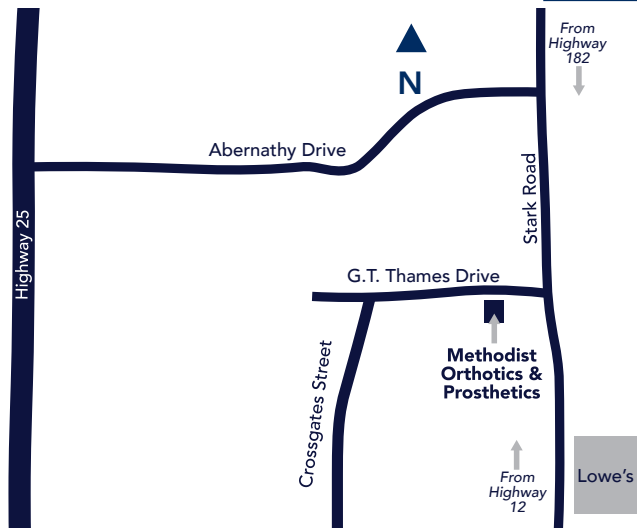 From
Highway
182
N
Abernathy Drive
Stark Road
Highway 25
G.T. Thames Drive
Methodist
Orthotics &
Prosthetics
Crossgates Street
Lowe's
From
Highway
12